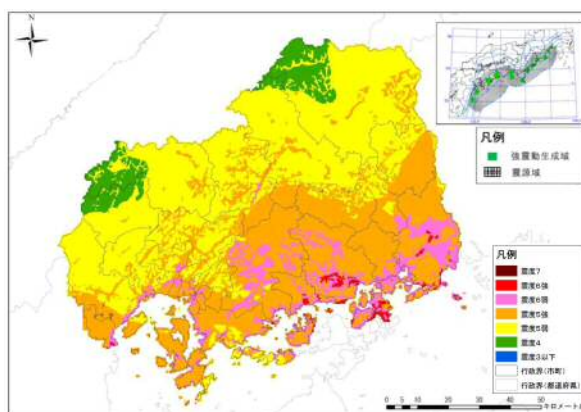 N
凡例
強震動生成域
震源域
凡例
震度7
震度6強
震度6弱
震度5強
震度5弱
震度4
震度3以下
行政界(市町)
行政界(都道府県)
0 5 10 20 30 40 50
キロメートル